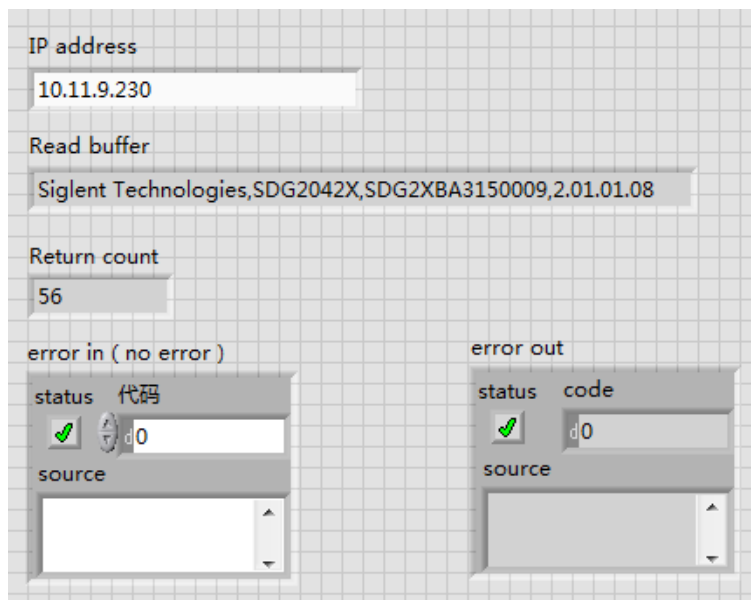 IP address
10.11.9.230
Read buffer
Siglent Technologies,SDG2042X,SDG2XBA3150009,2.01.01.08
Return count
56
error in ( no error )
status 代码
d 0
source
error out
status code
d 0
source